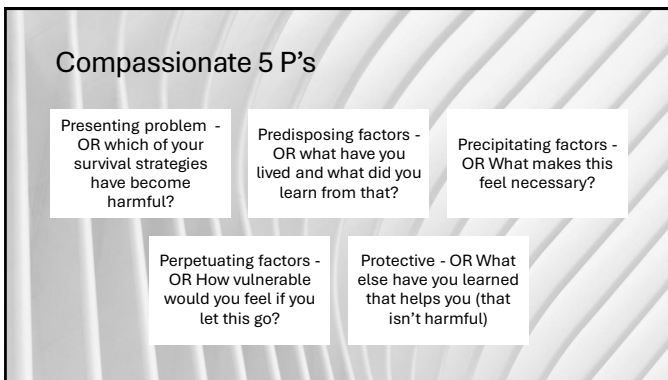 Compassionate 5 P's
Presenting problem -
OR which of your
survival strategies
have become
harmful?
Predisposing factors -
OR what have you
lived and what did you
learn from that?
Precipitating factors -
OR What makes this
feel necessary?
Perpetuating factors -
OR How vulnerable
would you feel if you
let this go?
Protective - OR What
else have you learned
that helps you (that
isn't harmful)